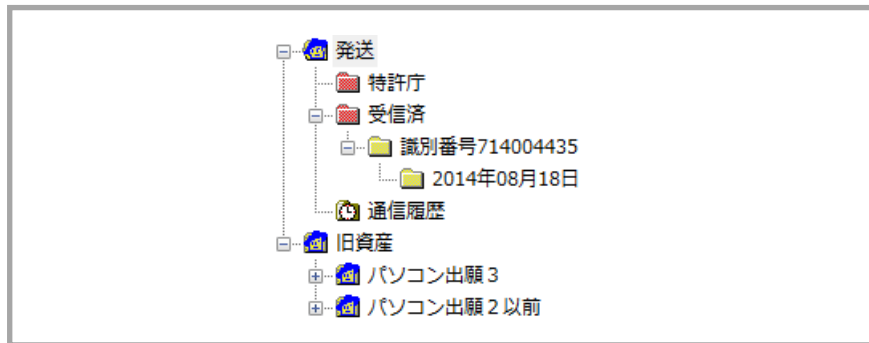 発送
特許庁
受信済
識別番号714004435
2014年08月18日
通信履歴
旧資産
パソコン出願３
パソコン出願２以前